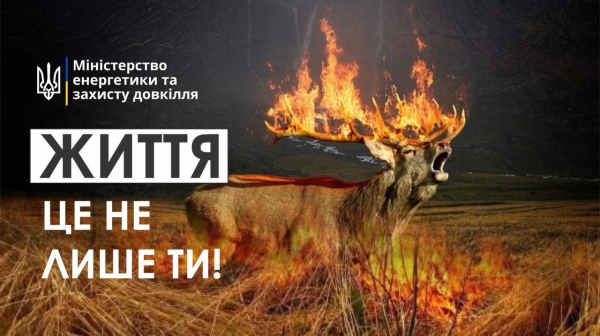 Міністерство
енергетики та
захисту довкілля
ЖИТТЯ
ЦЕ НЕ
ЛИШЕ ТИ!